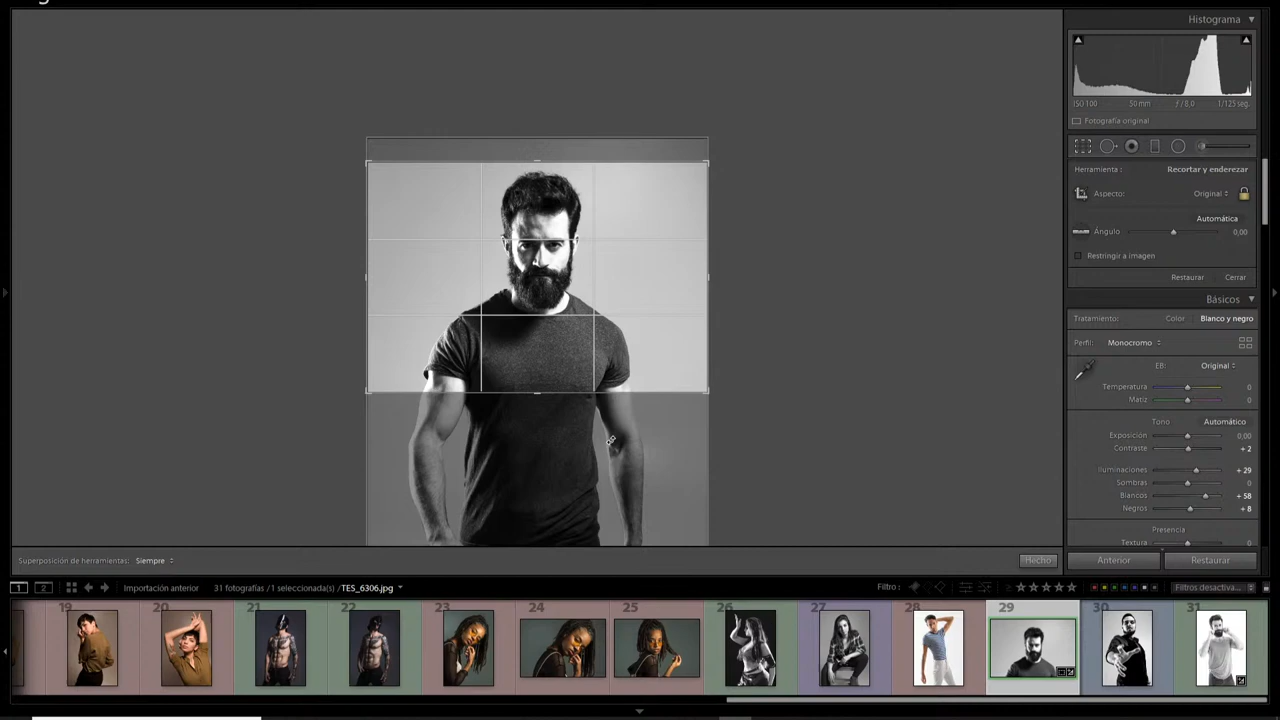 Histograma
ISO 100 50 mm ƒ / 8,0 1/125 seg.
Fotografía original
Herramienta : Recortar y enderezar
Aspecto: Original
Automática
Ángulo 0,00
Restringir a imagen
Restaurar Cerrar
Básicos
Tratamiento: Color Blanco y negro
Perfil: Monocromo
EB: Original
Temperatura 0
Matiz 0
Tono Automático
Exposición 0,00
Contraste + 2
Iluminaciones + 29
Sombras 0
Blancos + 58
Negros + 8
Presencia
Textura 0
Superposición de herramientas: Siempre Hecho Anterior Restaurar
1 2 Importación anterior 31 fotografías /1 seleccionada(s) /TES_6306.jpg Filtro : Filtros desactiva...
19 20 21 22 23 24 25 26 27 28 29 30 31